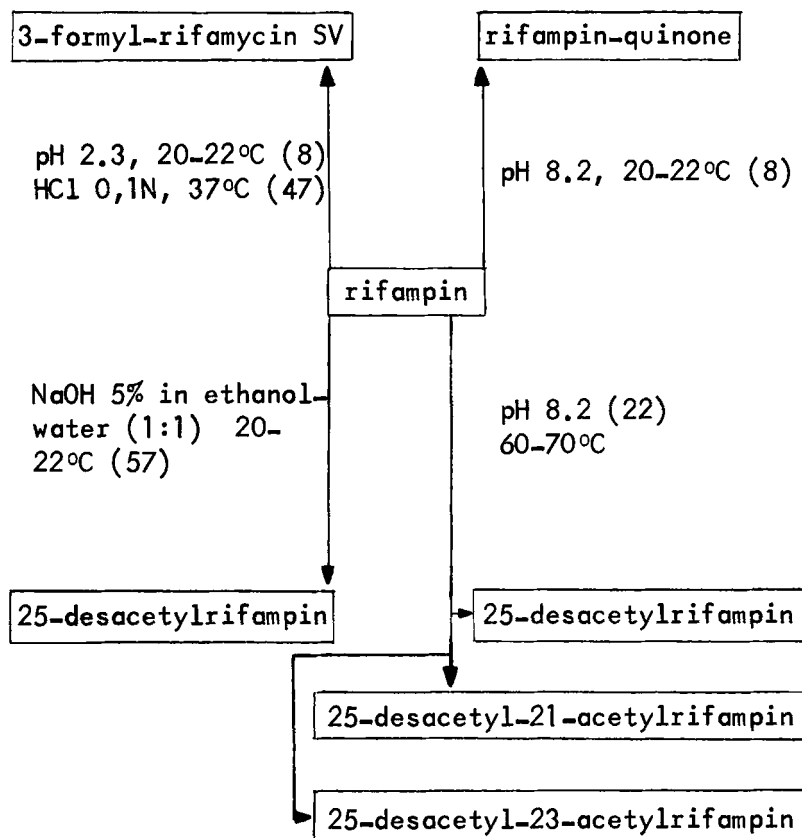 3-formyl-rifamycin SV
rifampin-quinone
pH 2.3, 20-22°C (8)
HCl 0,1N, 37°C (47)
pH 8.2, 20-22°C (8)
rifampin
NaOH 5% in ethanol-
water (1:1) 20-
22°C (57)
pH 8.2 (22)
60-70°C
25-desacetylrifampin
25-desacetylrifampin
25-desacetyl-21-acetylrifampin
25-desacetyl-23-acetylrifampin